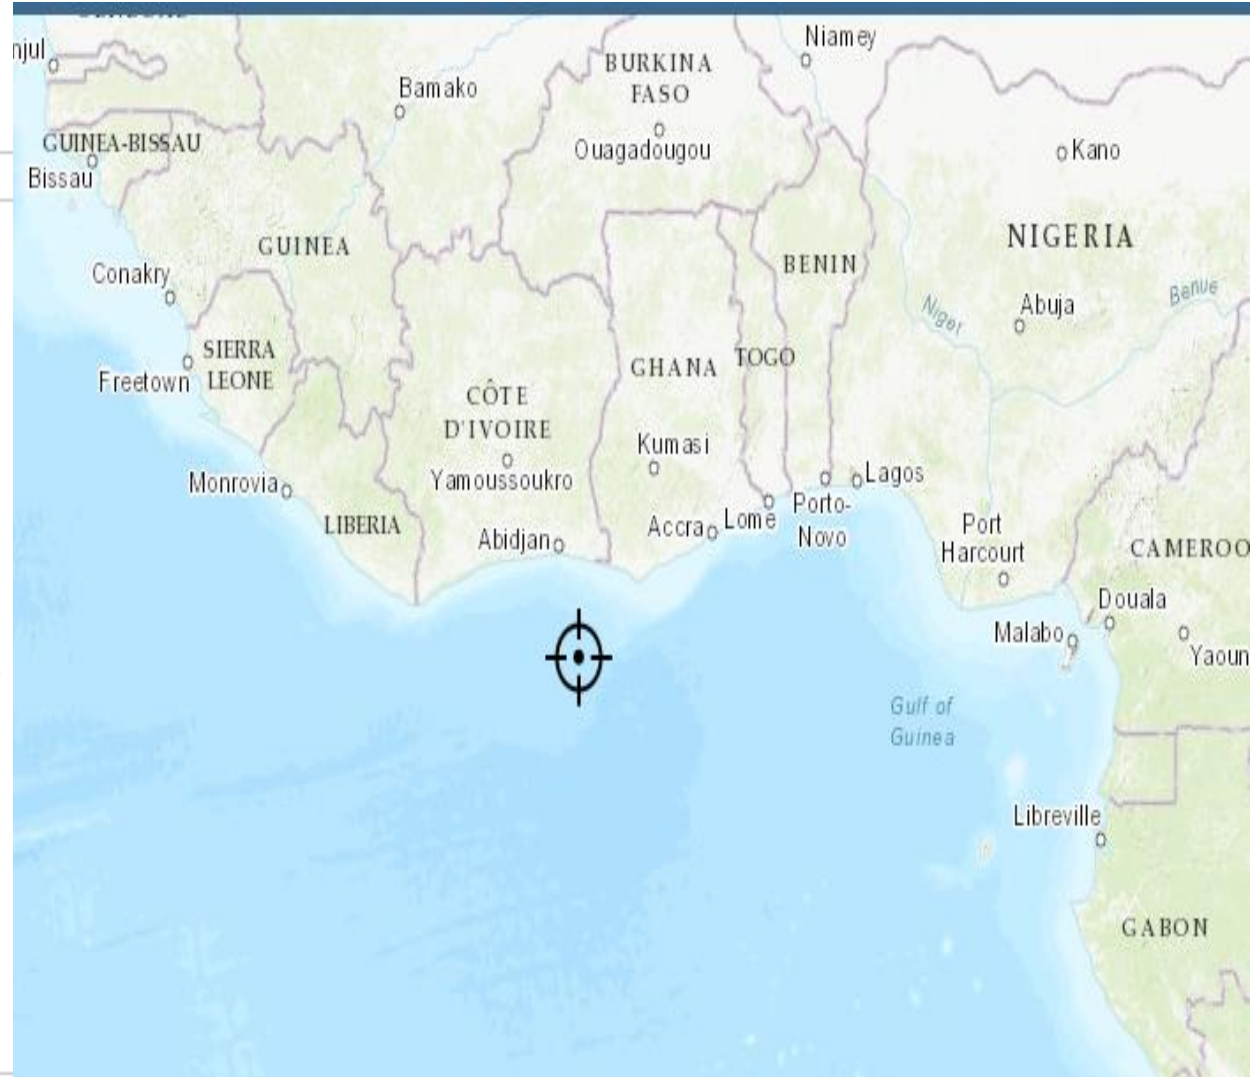 njul
Niamey
BURKINA
FASO
Bamako
Ouagadougou
Kano
GUINEA-BISSAU
Bissau
NIGERIA
GUINEA
BENIN
Conakry
Benue
Niger
Abuja
SIERRA
LEONE
Freetown
GHANA
TOGO
CÔTE
D'IVOIRE
Kumasi
Yamoussoukro
Lagos
Monrovia
LIBERIA
Abidjan
Accra
Lome
Porto-
Novo
Port
Harcourt
CAMEROO
Douala
Malabo
Yaoun
Gulf of
Guinea
Libreville
GABON